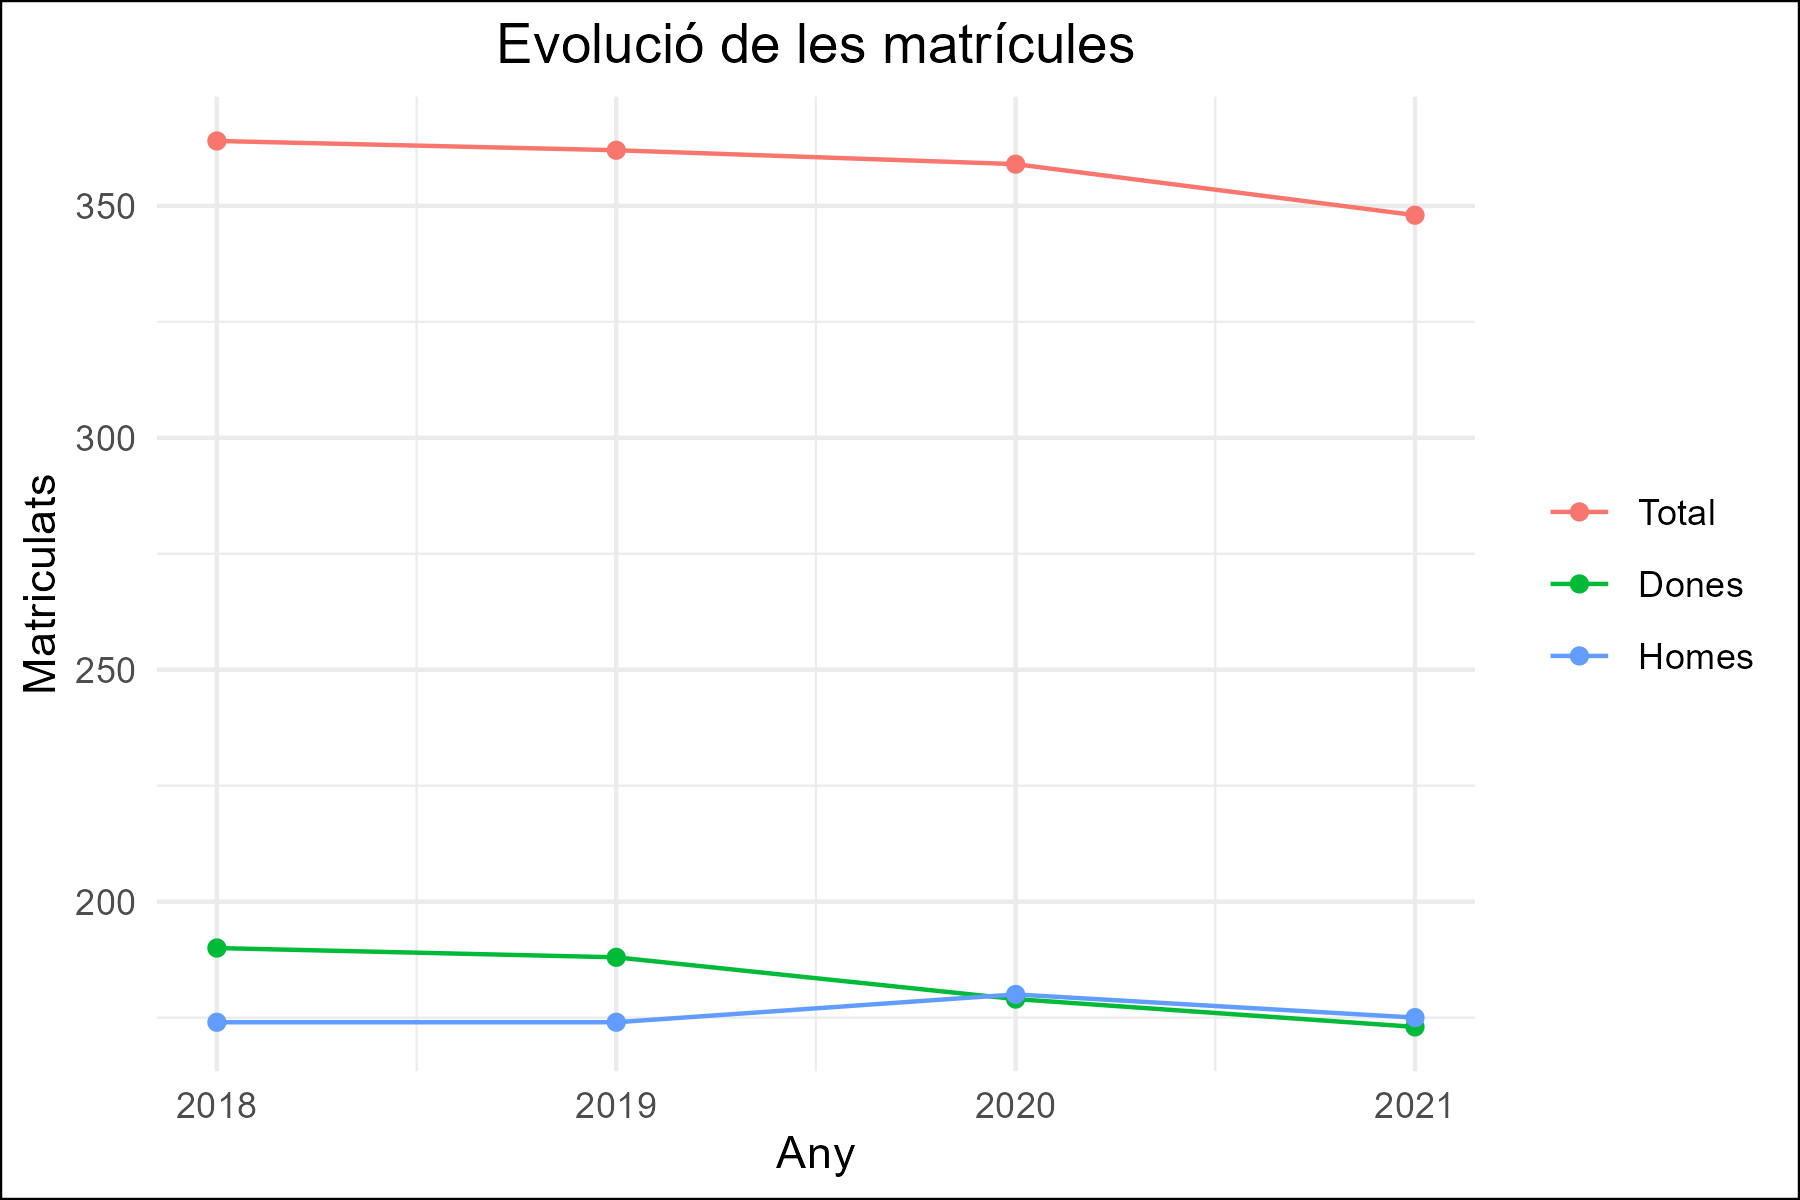 Evolució de les matrícules
Matriculats
350
300
250
200
2018 2019 2020 2021
Any
Total
Dones
Homes